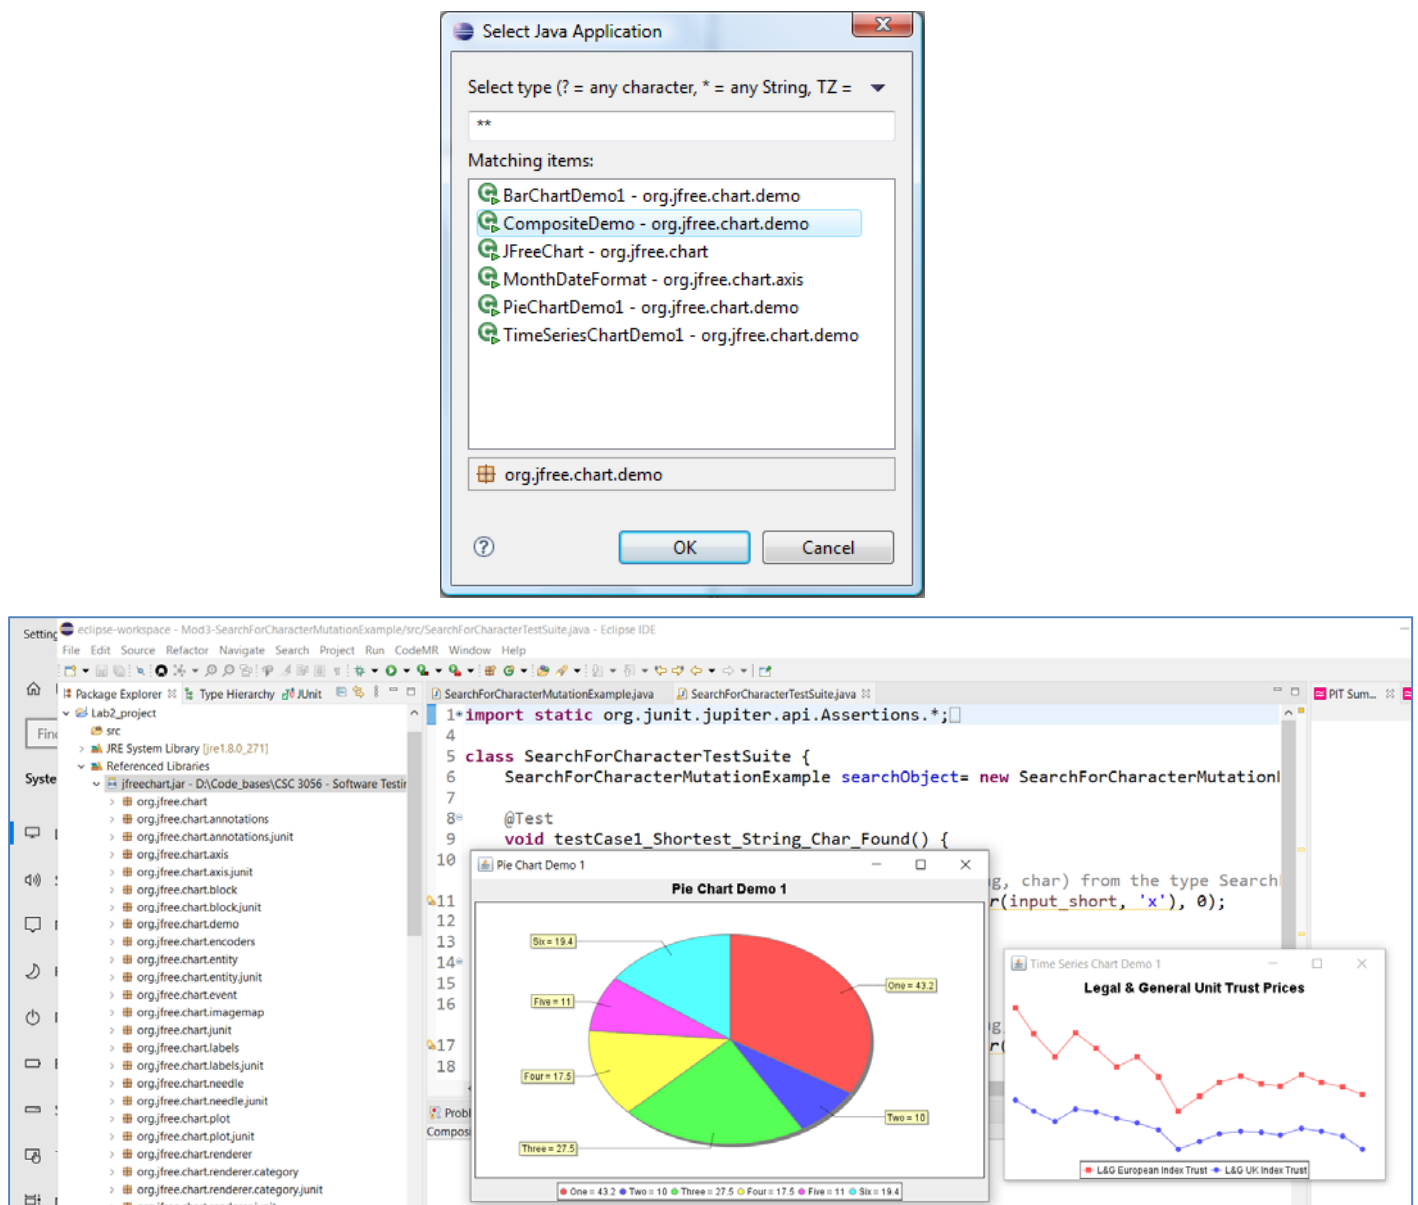 Select Java Application
Select type (? = any character, * = any String, TZ =
**
Matching items:
BarChartDemo1 - org.jfree.chart.demo
CompositeDemo - org.jfree.chart.demo
JFreeChart - org.jfree.chart
MonthDateFormat - org.jfree.chart.axis
PieChartDemo1 - org.jfree.chart.demo
TimeSeriesChartDemo1 - org.jfree.chart.demo
org.jfree.chart.demo
OK Cancel
Setting
eclipse-workspace - Mod3-SearchForCharacterMutationExample/src/SearchForCharacterTestSuite.java - Eclipse IDE
File Edit Source Refactor Navigate Search Project Run CodeMR Window Help
Package Explorer Type Hierarchy JUnit
SearchForCharacterMutationExample.java SearchForCharacterTestSuite.java
PIT Sum...
Find
Syste
Lab2_project
src
JRE System Library [jre1.8.0_271]
Referenced Libraries
jfreechart.jar - D:\Code_bases\CSC 3056 - Software Testin
org.jfree.chart
org.jfree.chart.annotations
org.jfree.chart.annotations.junit
org.jfree.chart.axis
org.jfree.chart.axis.junit
org.jfree.chart.block
org.jfree.chart.block.junit
org.jfree.chart.demo
org.jfree.chart.encoders
org.jfree.chart.entity
org.jfree.chart.entity.junit
org.jfree.chart.event
org.jfree.chart.imagemap
org.jfree.chart.junit
org.jfree.chart.labels
org.jfree.chart.labels.junit
org.jfree.chart.needle
org.jfree.chart.needle.junit
org.jfree.chart.plot
org.jfree.chart.plot.junit
org.jfree.chart.renderer
org.jfree.chart.renderer.category
org.jfree.chart.renderer.category.junit
1 import static org.junit.jupiter.api.Assertions.*;
4
5 class SearchForCharacterTestSuite {
6 SearchForCharacterMutationExample searchObject= new SearchForCharacterMutationE
7
8 @Test
9 void testCase1_Shortest_String_Char_Found() {
10
g, char) from the type Search
11 r(input_short, 'x'), 0);
12
13
14
15
16
17
18
Probl
Compos
Pie Chart Demo 1
Pie Chart Demo 1
Six = 19.4
One = 43.2
Five = 11
Four = 17.5
Two = 10
Three = 27.5
One = 43.2 Two = 10 Three = 27.5 Four = 17.5 Five = 11 Six = 19.4
Time Series Chart Demo 1
Legal & General Unit Trust Prices
L&G European Index Trust L&G UK Index Trust